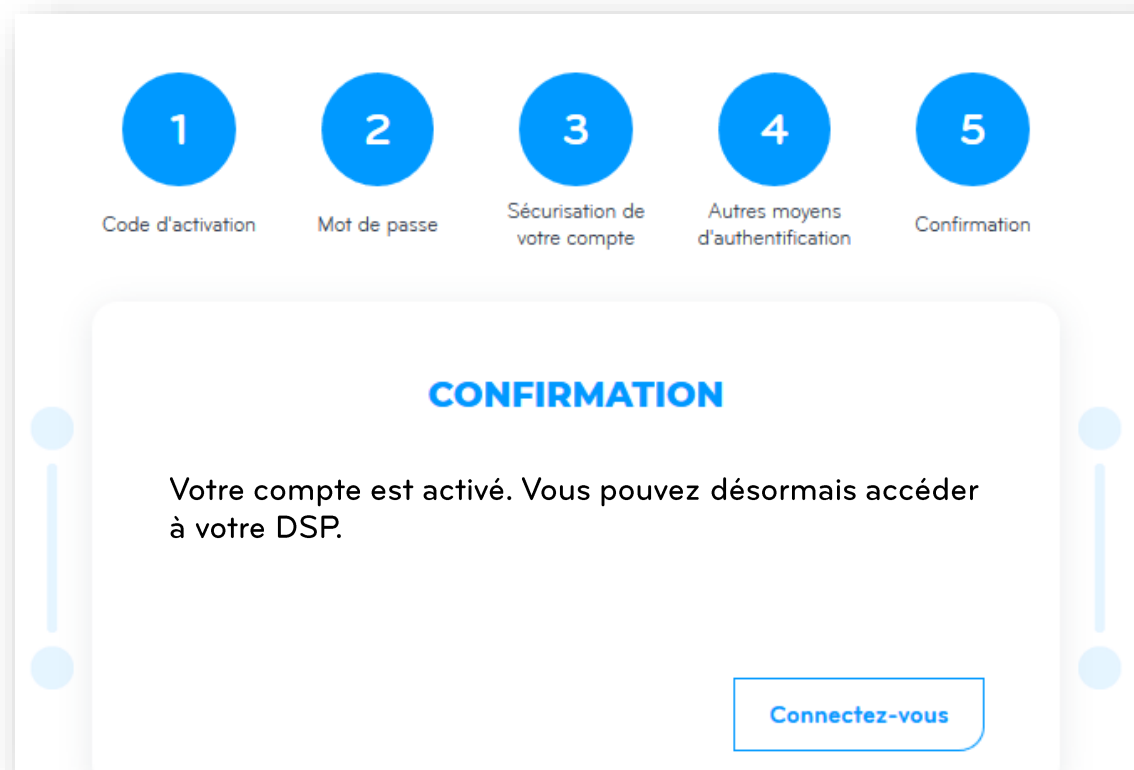 1 2 3 4 5
Code d'activation Mot de passe Sécurisation de votre compte Autres moyens d'authentification Confirmation
CONFIRMATION
Votre compte est activé. Vous pouvez désormais accéder
à votre DSP.
Connectez-vous